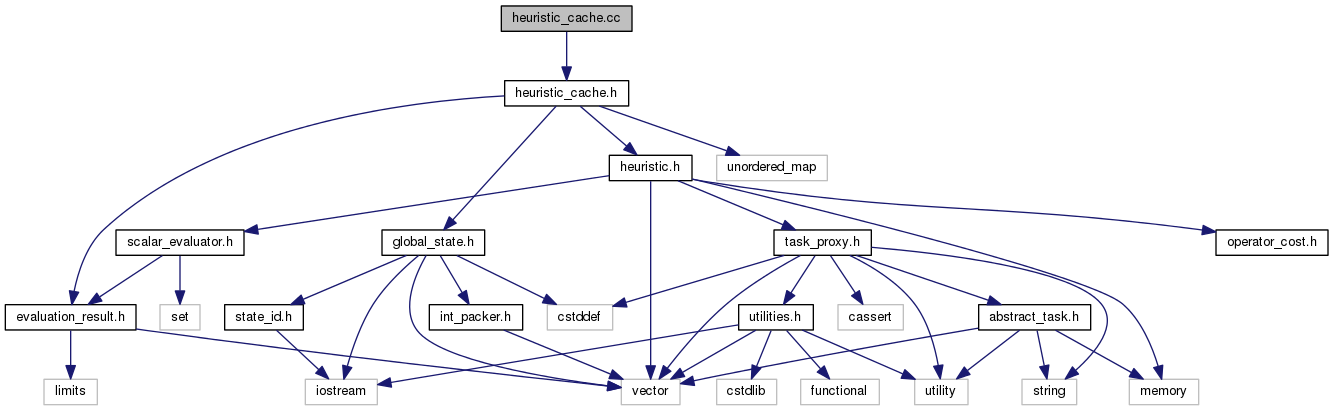 heuristic_cache.cc
heuristic_cache.h
heuristic.h
unordered_map
scalar_evaluator.h
global_state.h
task_proxy.h
operator_cost.h
evaluation_result.h
set
state_id.h
int_packer.h
cstddef
utilities.h
cassert
abstract_task.h
limits
iostream
vector
cstdlib
functional
utility
string
memory